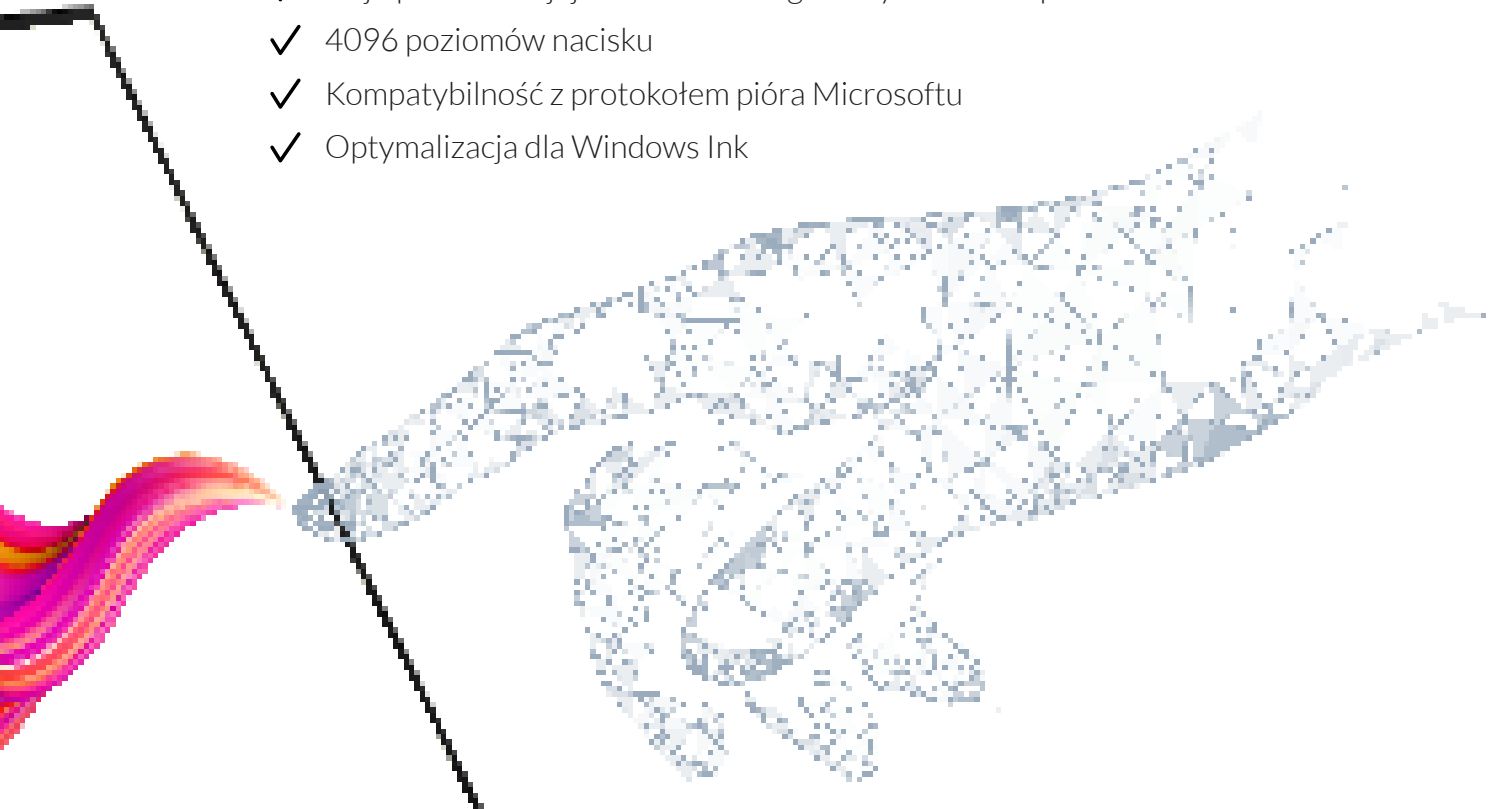 4096 poziomów nacisku
Kompatybilność z protokołem pióra Microsoftu
Optymalizacja dla Windows Ink